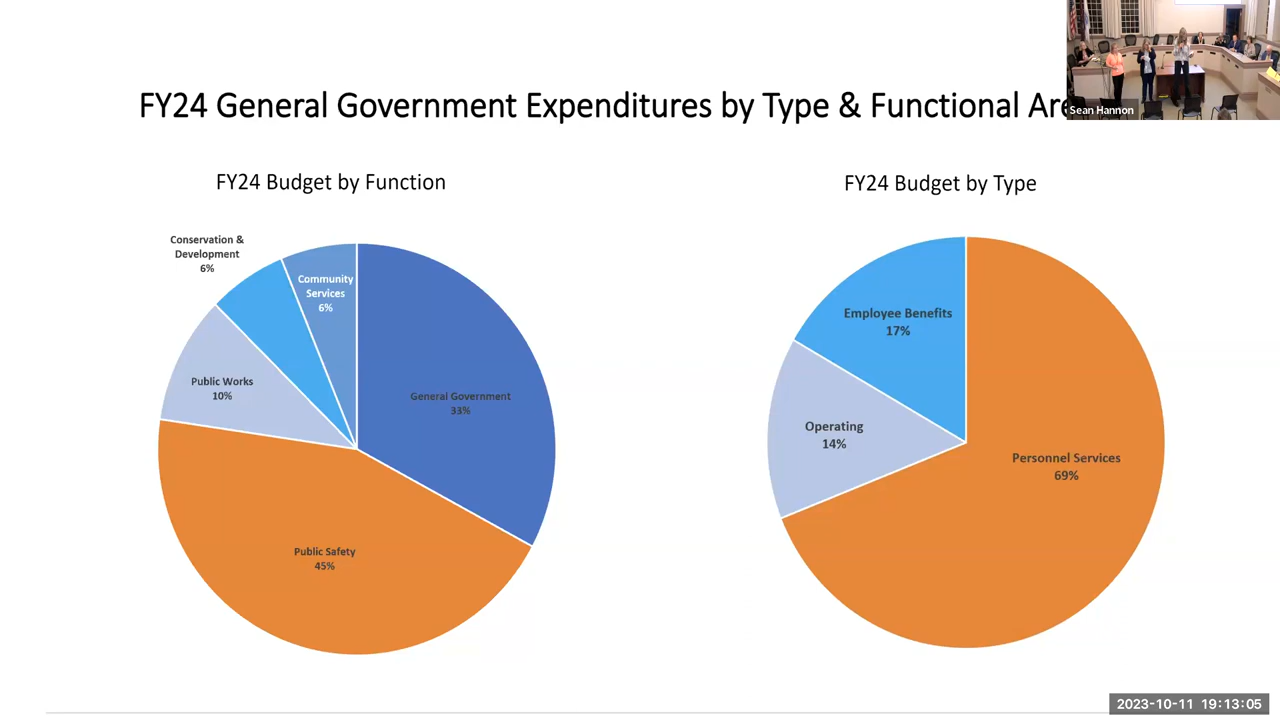 FY24 General Government Expenditures by Type & Functional Are
Sean Hannon
FY24 Budget by Function
FY24 Budget by Type
Conservation &
Development
6%
Community
Services
6%
Public Works
10%
General Government
33%
Public Safety
45%
Employee Benefits
17%
Operating
14%
Personnel Services
69%
2023-10-11 19:13:05